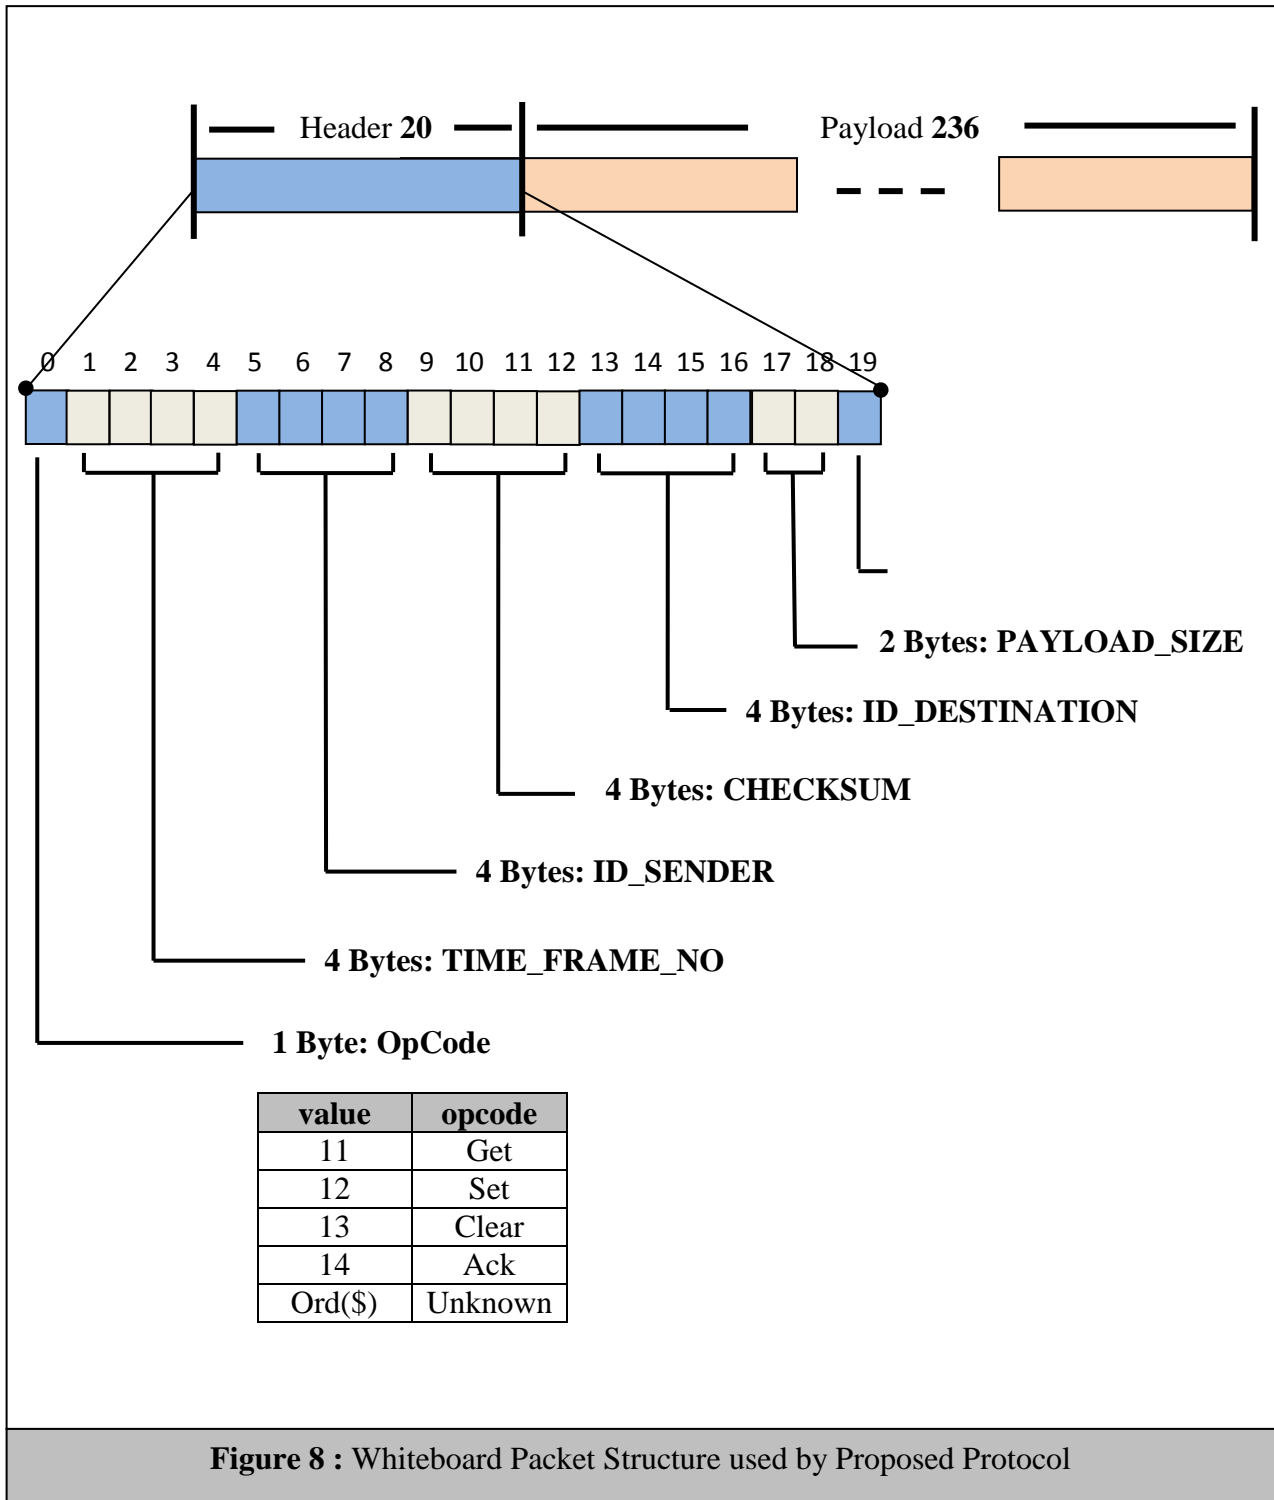 Header 20 Payload 236
0 1 2 3 4 5 6 7 8 9 10 11 12 13 14 15 16 17 18 19
2 Bytes: PAYLOAD_SIZE
4 Bytes: ID_DESTINATION
4 Bytes: CHECKSUM
4 Bytes: ID_SENDER
4 Bytes: TIME_FRAME_NO
1 Byte: OpCode
value opcode
11 Get
12 Set
13 Clear
14 Ack
Ord($) Unknown
Figure 8 : Whiteboard Packet Structure used by Proposed Protocol